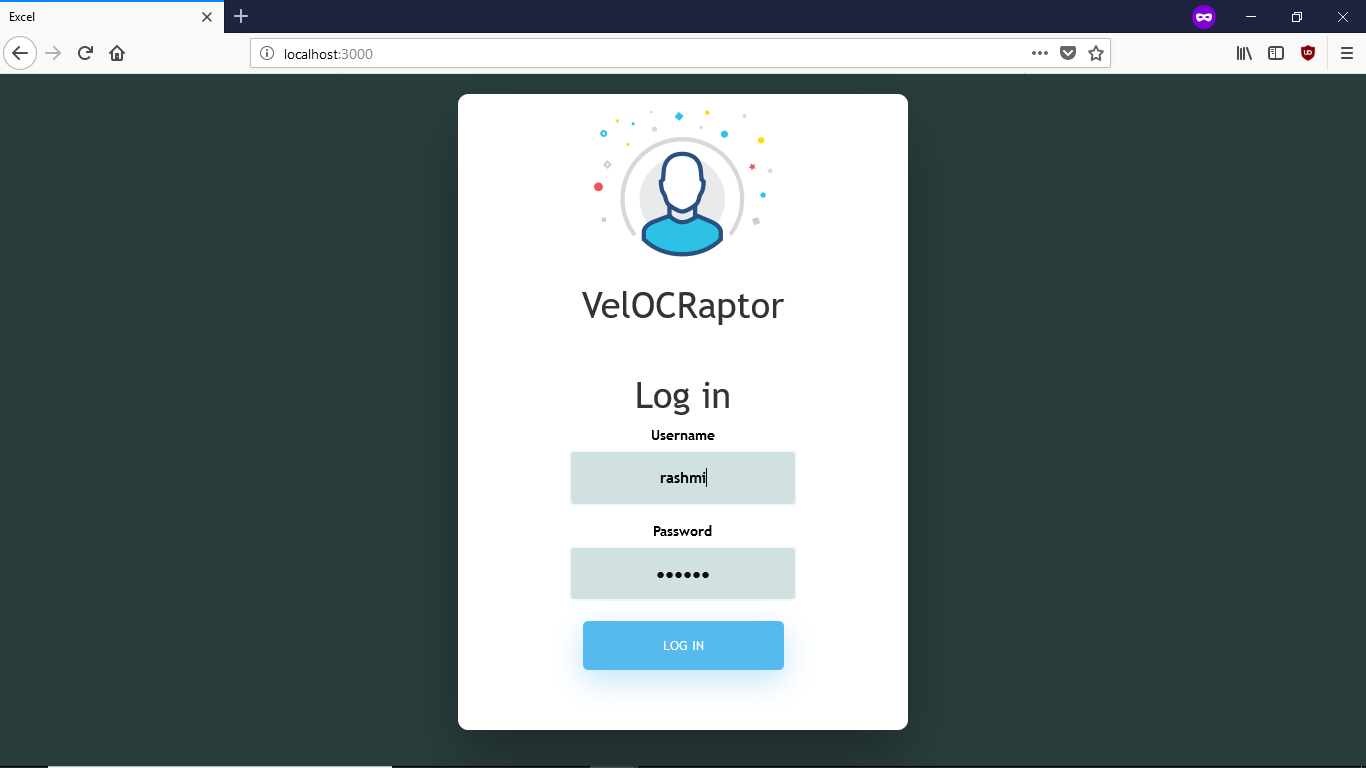 Excel
localhost:3000
VelOCRaptor
Log in
Username
rashmi
Password
••••••
LOG IN